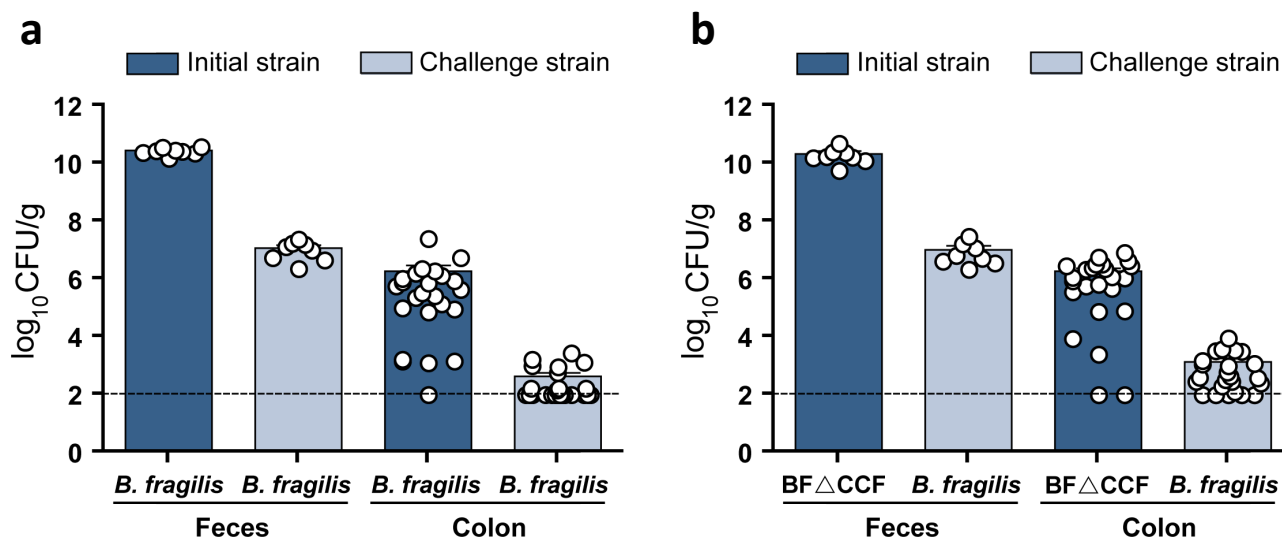 a
Initial strain Challenge strain
log10CFU/g
12
10
8
6
4
2
0
B. fragilis B. fragilis B. fragilis B. fragilis
Feces Colon
b
Initial strain Challenge strain
log10CFU/g
12
10
8
6
4
2
0
BF△CCF B. fragilis BF△CCF B. fragilis
Feces Colon